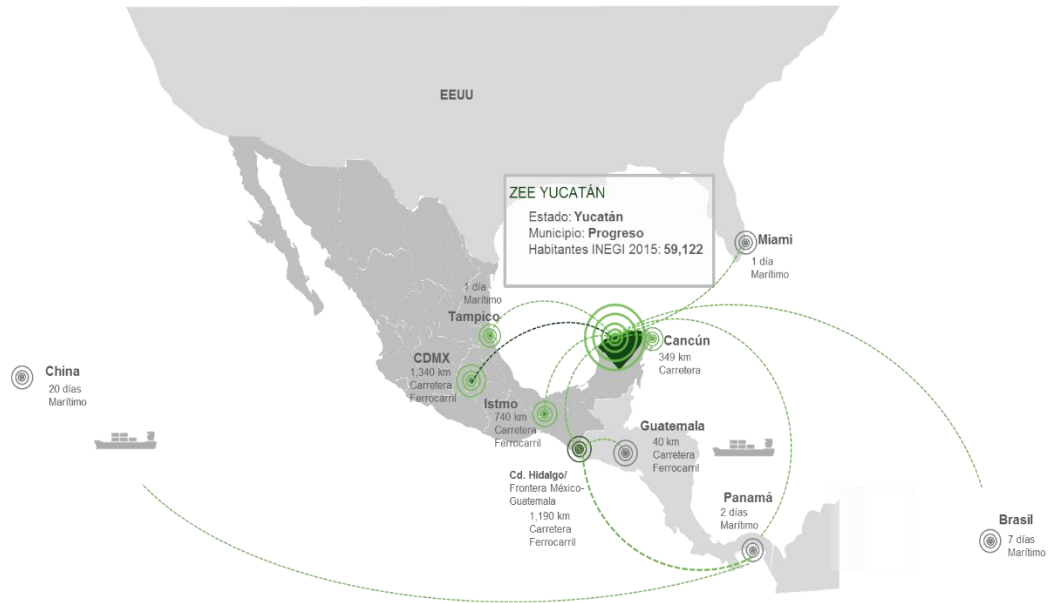 EEUU
ZEE YUCATÁN
Estado: Yucatán
Municipio: Progreso
Habitantes INEGI 2015: 59,122
Miami
1 día
Marítimo
1 día
Marítimo
Tampico
CDMX
1,340 km
Carretera
Ferrocarril
Cancún
349 km
Carretera
China
20 días
Marítimo
Istmo
740 km
Carretera
Ferrocarril
Guatemala
40 km
Carretera
Ferrocarril
Cd. Hidalgo/
Frontera México-
Guatemala
1,190 km
Carretera
Ferrocarril
Panamá
2 días
Marítimo
Brasil
7 días
Marítimo